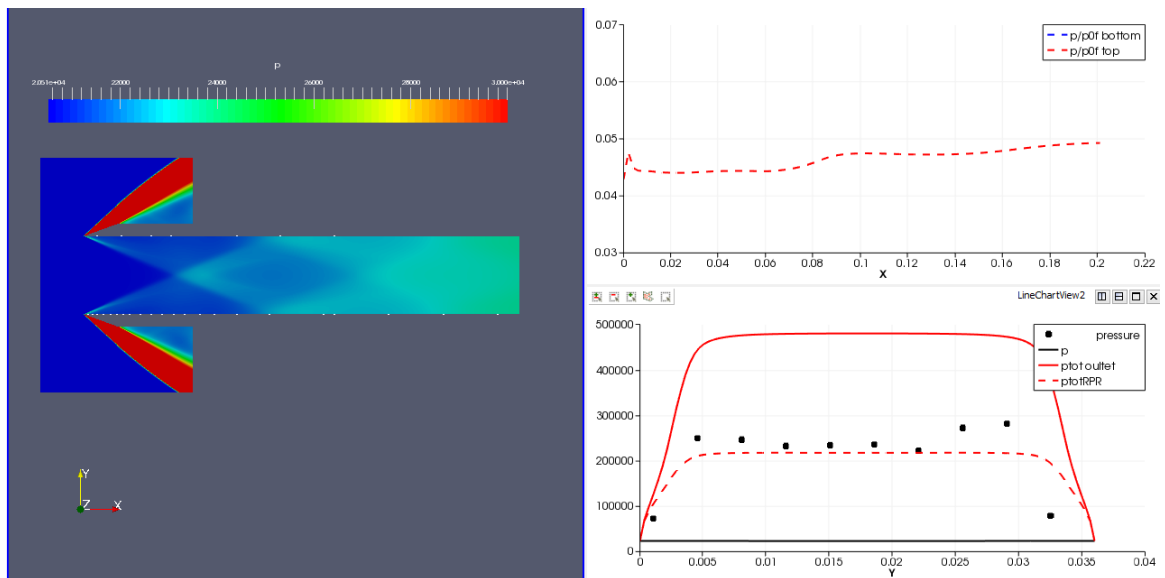 p
2.051e+04 22000 24000 26000 28000 3.000e+04
Y
Z X
0.07
0.06
0.05
0.04
0.03
p/p0f bottom
p/p0f top
0 0.02 0.04 0.06 0.08 0.1 0.12 0.14 0.16 0.18 0.2 0.22
X
LineChartView2
500000
400000
300000
200000
100000
0
pressure
p
ptot oultet
ptotRPR
0 0.005 0.01 0.015 0.02 0.025 0.03 0.035 0.04
Y